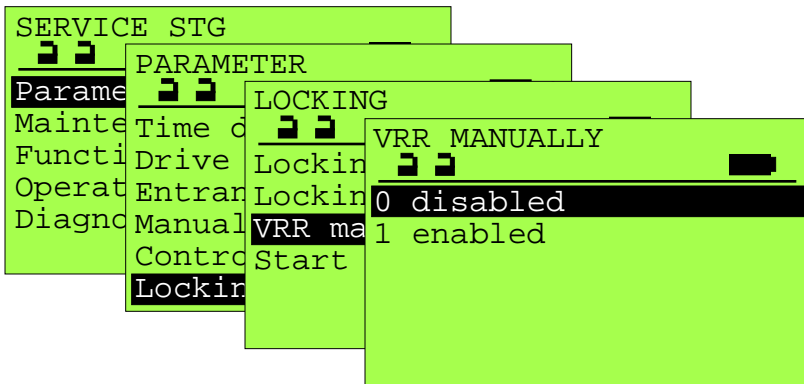 SERVICE STG
Parame
Mainte
Functi
Operat
Diagno
PARAMETER
Time d
Drive
Entran
Manual
Contro
Lockin
LOCKING
Lockin
Lockin
VRR ma
Start
VRR MANUALLY
0 disabled
1 enabled